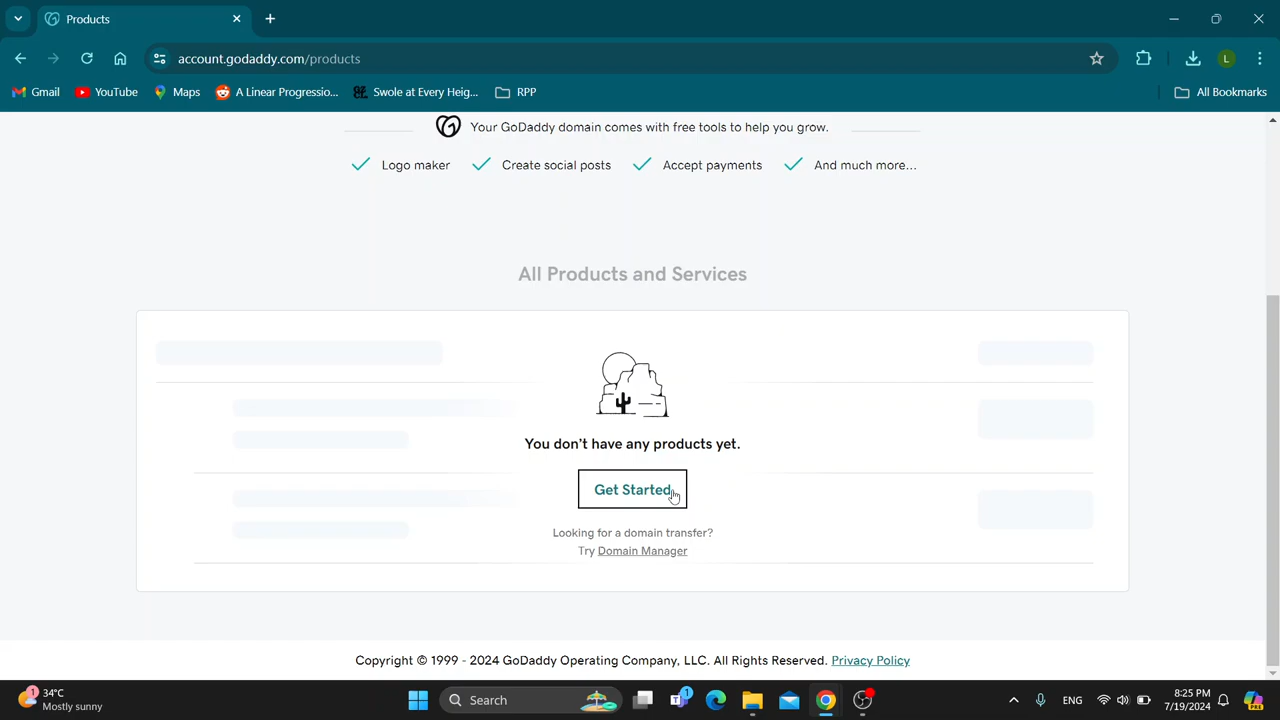 Products
account.godaddy.com/products
Gmail
YouTube
Maps
A Linear Progressio...
Swole at Every Heig...
RPP
All Bookmarks
L
Your GoDaddy domain comes with free tools to help you grow.
Logo maker
Create social posts
Accept payments
And much more...
All Products and Services
You don't have any products yet.
Get Started
Looking for a domain transfer?
Try Domain Manager
Copyright © 1999 - 2024 GoDaddy Operating Company, LLC. All Rights Reserved. Privacy Policy
1
34°C
Mostly sunny
Search
1
ENG
8:25 PM
7/19/2024